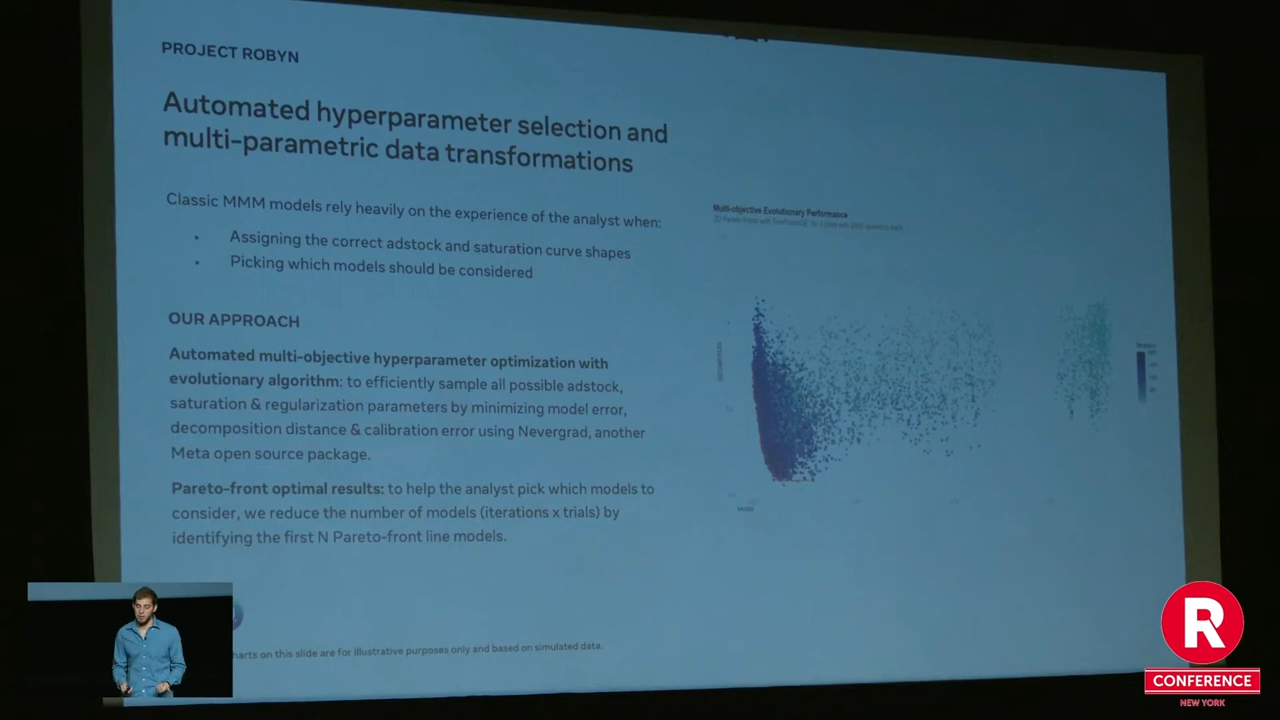 PROJECT ROBYN
Automated hyperparameter selection and
multi-parametric data transformations
Classic MMM models rely heavily on the experience of the analyst when:
• Assigning the correct adstock and saturation curve shapes
• Picking which models should be considered
OUR APPROACH
Automated multi-objective hyperparameter optimization with
evolutionary algorithm: to efficiently sample all possible adstock,
saturation & regularization parameters by minimizing model error,
decomposition distance & calibration error using Nevergrad, another
Meta open source package.
Pareto-front optimal results: to help the analyst pick which models to
consider, we reduce the number of models (iterations x trials) by
identifying the first N Pareto-front line models.
Multi-objective Evolutionary Performance
harts on this slide are for illustrative purposes only and based on simulated data.
R
CONFERENCE
NEW YORK